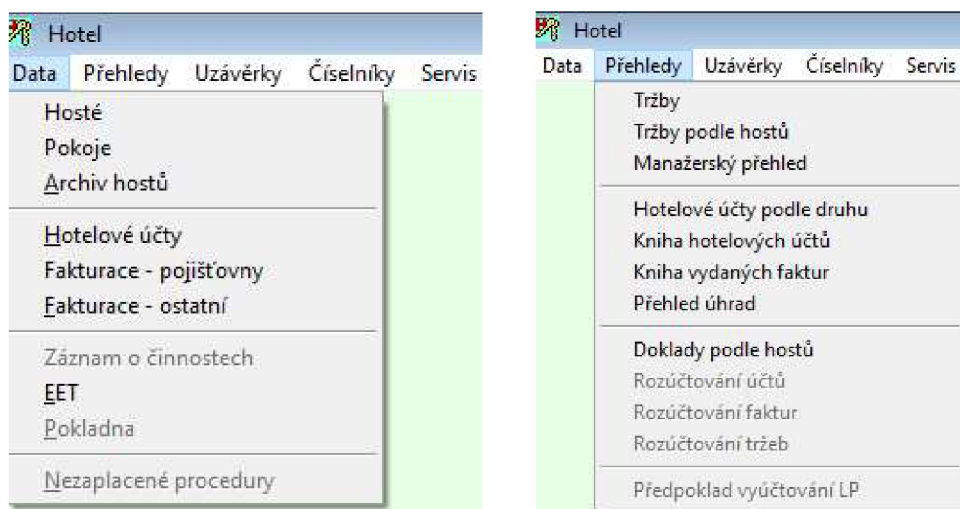 Hotel
Data Přehledy Uzávěrky Číselníky Servis
Hosté
Pokoje
Archiv hostů
Hotelové účty
Fakturace - pojišťovny
Fakturace - ostatní
Záznam o činnostech
EET
Pokladna
Nezaplacené procedury
Hotel
Data Přehledy Uzávěrky Číselníky Servis
Tržby
Tržby podle hostů
Manažerský přehled
Hotelové účty podle druhu
Kniha hotelových účtů
Kniha vydaných faktur
Přehled úhrad
Doklady podle hostů
Rozúčtování účtů
Rozúčtování faktur
Rozúčtování tržeb
Předpoklad vyúčtování LP